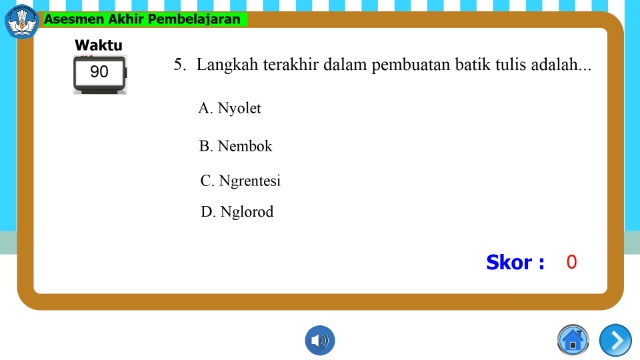 Asesmen Akhir Pembelajaran
Waktu
90
5. Langkah terakhir dalam pembuatan batik tulis adalah...
A. Nyolet
B. Nembok
C. Ngrentesi
D. Nglorod
Skor : 0